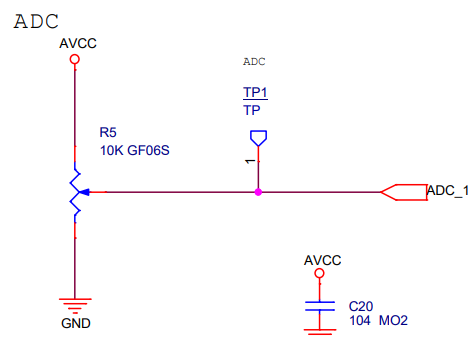 ADC
AVCC
ADC
TP1
TP
R5
10K GF06S
1
ADC_1
AVCC
C20
104 MO2
GND